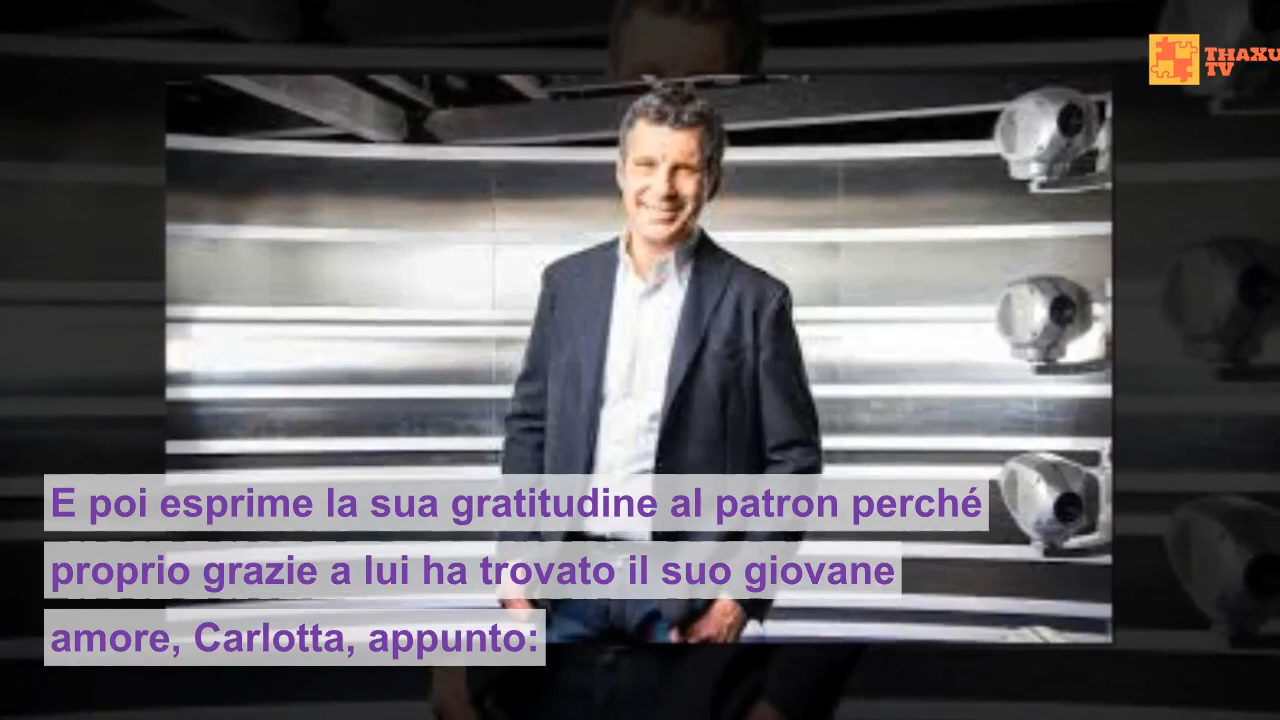 THAXU
TV
E poi esprime la sua gratitudine al patron perché
proprio grazie a lui ha trovato il suo giovane
amore, Carlotta, appunto: